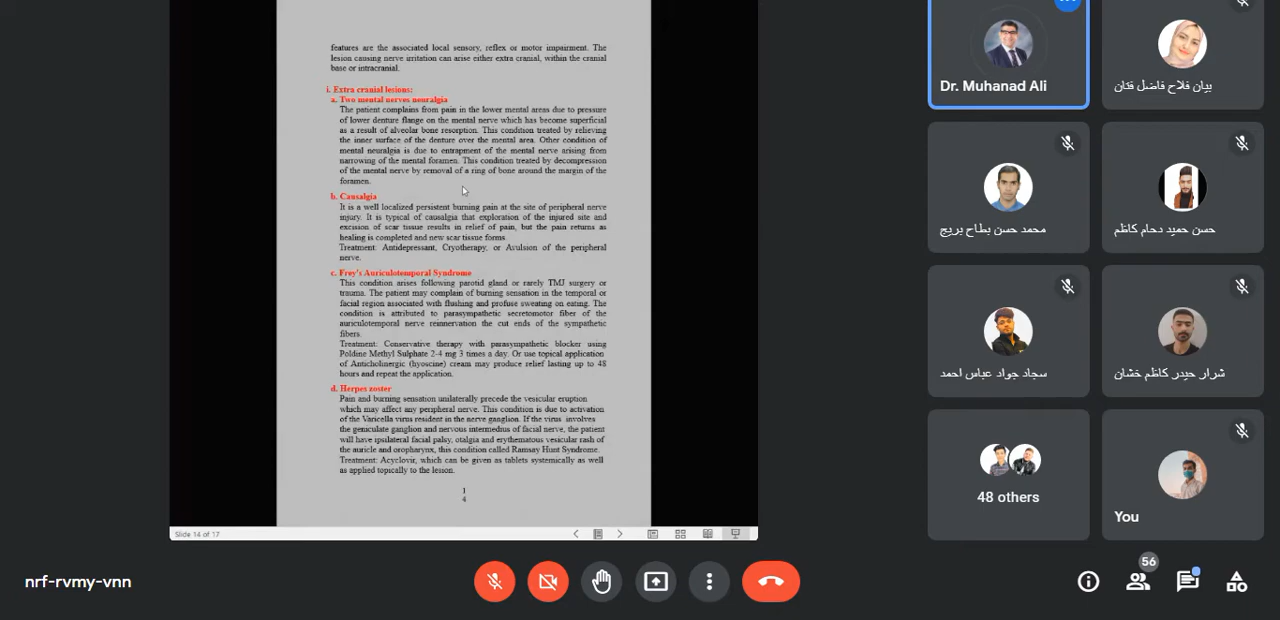 features are the associated local sensory, reflex or motor impairment. The
lesion causing nerve irritation can arise either extra cranial, within the cranial
base or intracranial.
i. Extra cranial lesions:
a. Two mental nerves neuralgia
The patient complains from pain in the lower mental areas due to pressure
of lower denture flange on the mental nerve which has become superficial
as a result of alveolar bone resorption. This condition treated by relieving
the inner surface of the denture over the mental area. Other condition of
mental neuralgia is due to entrapment of the mental nerve arising from
narrowing of the mental foramen. This condition treated by decompression
of the mental nerve by removal of a ring of bone around the margin of the
foramen.
b. Causalgia
It is a well localized persistent burning pain at the site of peripheral nerve
injury. It is typical of causalgia that exploration of the injured site and
excision of scar tissue results in relief of pain, but the pain returns as
healing is completed and new scar tissue forms
Treatment: Antidepressant, Cryotherapy, or Avulsion of the peripheral
nerve.
c. Frey's Auriculotemporal Syndrome
This condition arises following parotid gland or rarely TMJ surgery or
trauma. The patient may complain of burning sensation in the temporal or
facial region associated with flushing and profuse sweating on eating. The
condition is attributed to parasympathetic secretomotor fiber of the
auriculotemporal nerve reinnervation the cut ends of the sympathetic
fibers.
Treatment: Conservative therapy with parasympathetic blocker using
Poldine Methyl Sulphate 2-4 mg 3 times a day. Or use topical application
of Anticholinergic (hyoscine) cream may produce relief lasting up to 48
hours and repeat the application.
d. Herpes zoster
Pain and burning sensation unilaterally precede the vesicular eruption
which may affect any peripheral nerve. This condition is due to activation
of the Varicella virus resident in the nerve ganglion. If the virus involves
the geniculate ganglion and nervous intermedius of facial nerve, the patient
will have ipsilateral facial palsy, otalgia and erythematous vesicular rash of
the auricle and oropharynx, this condition called Ramsay Hunt Syndrome.
Treatment: Acyclovir, which can be given as tablets systemically as well
as applied topically to the lesion.
1
4
Slide 14 of 17
Dr. Muhanad Ali
بيان فلاح فاضل فتان
محمد حسن بطاح بريج
حسن حميد دحام كاظم
سجاد جواد عباس احمد
شرار حيدر كاظم خشان
48 others
You
nrf-rvmy-vnn
56